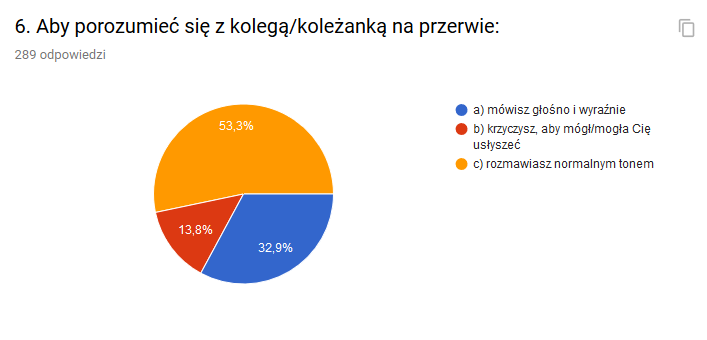 6. Aby porozumieć się z kolegą/koleżanką na przerwie:
289 odpowiedzi
53,3%
13,8%
32,9%
a) mówisz głośno i wyraźnie
b) krzyczysz, aby mógł/mogła Cię
usłyszeć
c) rozmawiasz normalnym tonem